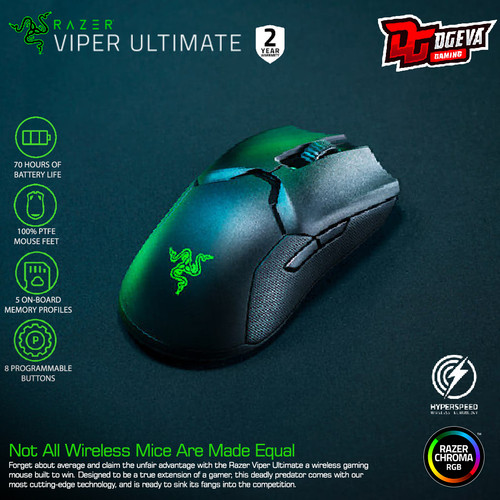 RAZER
VIPER ULTIMATE
2
YEAR
WARRANTY
DG
DGEVA
GAMING
70 HOURS OF
BATTERY LIFE
100% PTFE
MOUSE FEET
5 ON-BOARD
MEMORY PROFILES
P
8 PROGRAMMABLE
BUTTONS
HYPERSPEED
WIRELESS TECHNOLOGY
RAZER
CHROMA
RGB
TM
Not All Wireless Mice Are Made Equal
Forget about average and claim the unfair advantage with the Razer Viper Ultimate a wireless gaming
mouse built to win. Designed to be a true extension of a gamer, this deadly predator comes with our
most cutting-edge technology, and is ready to sink its fangs into the competition.